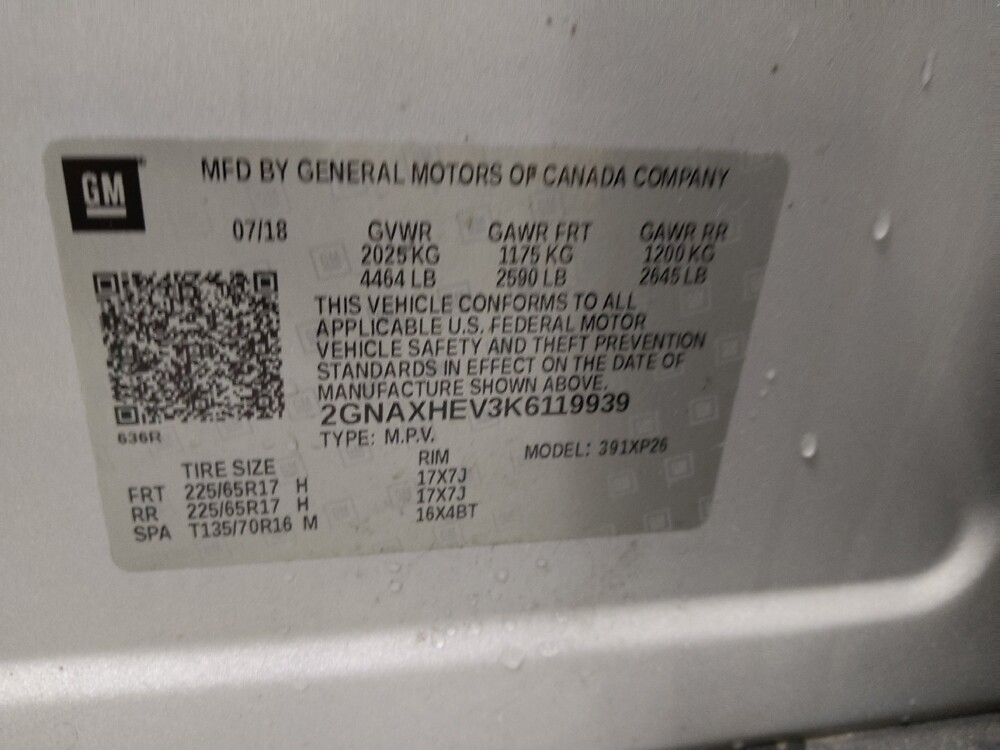 GM
MFD BY GENERAL MOTORS OF CANADA COMPANY
07/18 GVWR GAWR FRT GAWR RR
2025 KG 1175 KG 1200 KG
4464 LB 2590 LB 2645 LB
THIS VEHICLE CONFORMS TO ALL
APPLICABLE U.S. FEDERAL MOTOR
VEHICLE SAFETY AND THEFT PREVENTION
STANDARDS IN EFFECT ON THE DATE OF
MANUFACTURE SHOWN ABOVE.
2GNAXHEV3K6119939
636R
TYPE: M.P.V. MODEL: 391XP26
TIRE SIZE RIM
FRT 225/65R17 H 17X7J
RR 225/65R17 H 17X7J
SPA T135/70R16 M 16X4BT